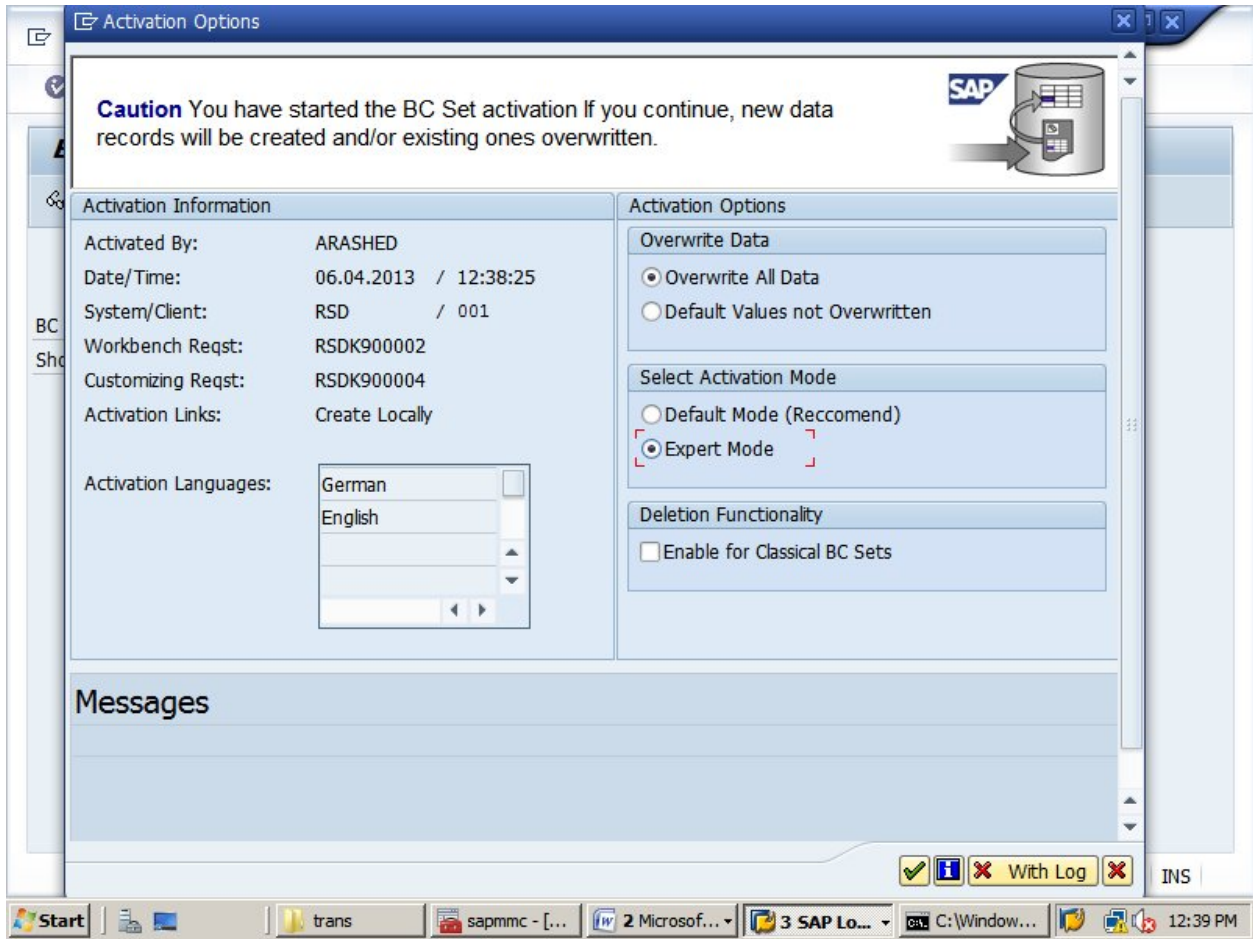 Activation Options
Caution You have started the BC Set activation If you continue, new data
records will be created and/or existing ones overwritten.
SAP
Activation Information
Activated By: ARASHED
Date/Time: 06.04.2013 / 12:38:25
System/Client: RSD / 001
Workbench Reqst: RSDK900002
Customizing Reqst: RSDK900004
Activation Links: Create Locally
Activation Languages: German
English
Activation Options
Overwrite Data
Overwrite All Data
Default Values not Overwritten
Select Activation Mode
Default Mode (Reccomend)
Expert Mode
Deletion Functionality
Enable for Classical BC Sets
BC
Messages
With Log
INS
Start trans sapmmc - [... 2 Microsof... 3 SAP Lo... C:\Window... 12:39 PM